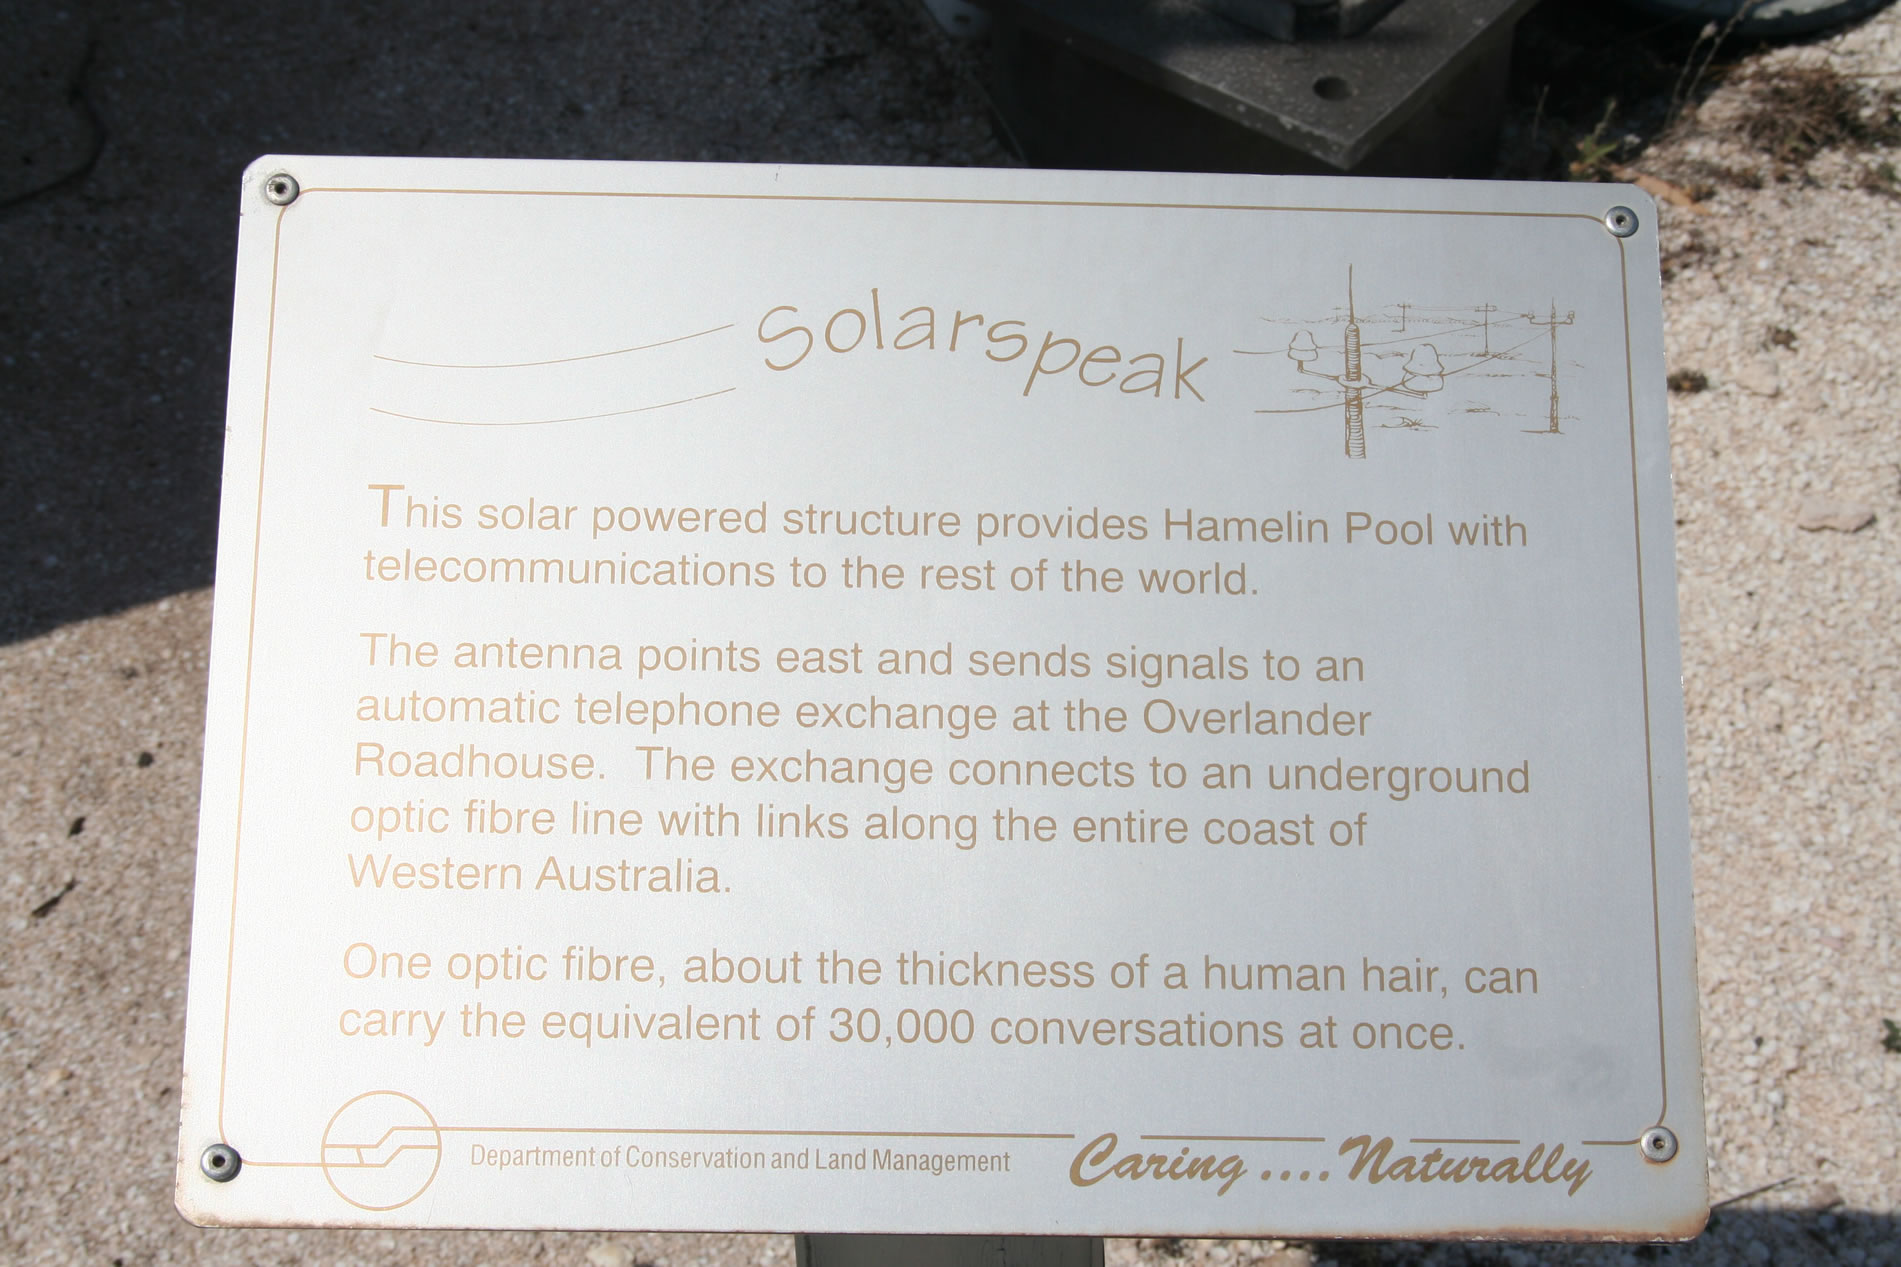 Solarspeak
This solar powered structure provides Hamelin Pool with
telecommunications to the rest of the world.
The antenna points east and sends signals to an
automatic telephone exchange at the Overlander
Roadhouse. The exchange connects to an underground
optic fibre line with links along the entire coast of
Western Australia.
One optic fibre, about the thickness of a human hair, can
carry the equivalent of 30,000 conversations at once.
Department of Conservation and Land Management
Caring .... Naturally